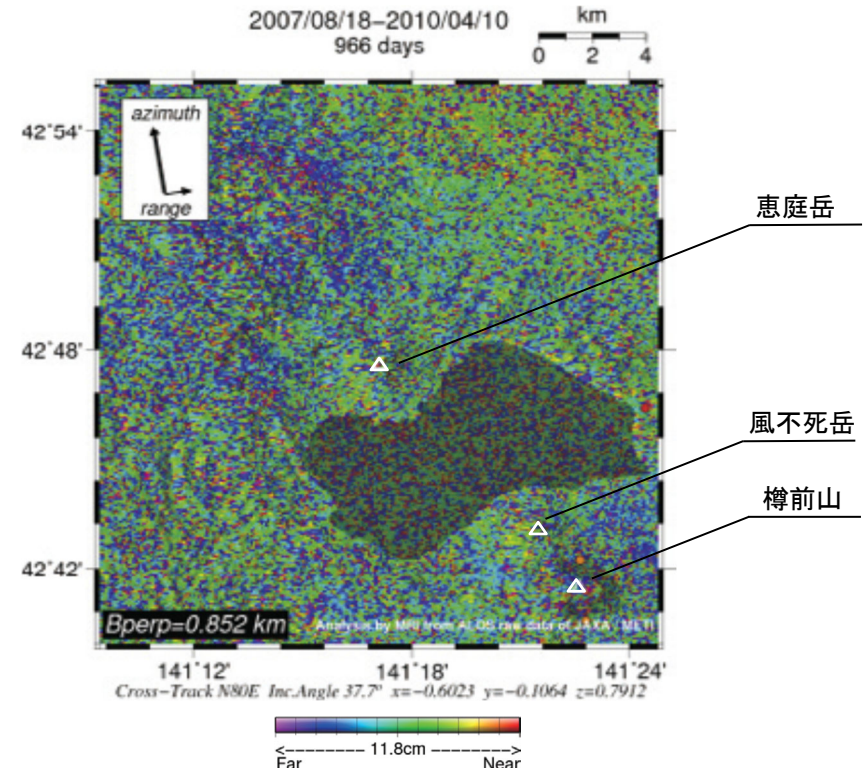 2007/08/18−2010/04/10
966 days
km
0 2 4
azimuth
range
42˚54'
42˚48'
42˚42'
恵庭岳
風不死岳
樽前山
Bperp=0.852 km
Analysis by MRI from ALOS raw data of JAXA / METI
141˚12' 141˚18' 141˚24'
Cross−Track N80E Inc.Angle 37.7° x=−0.6023 y=−0.1064 z=0.7912
<−−−−−−−− 11.8cm −−−−−−−−>
Far Near